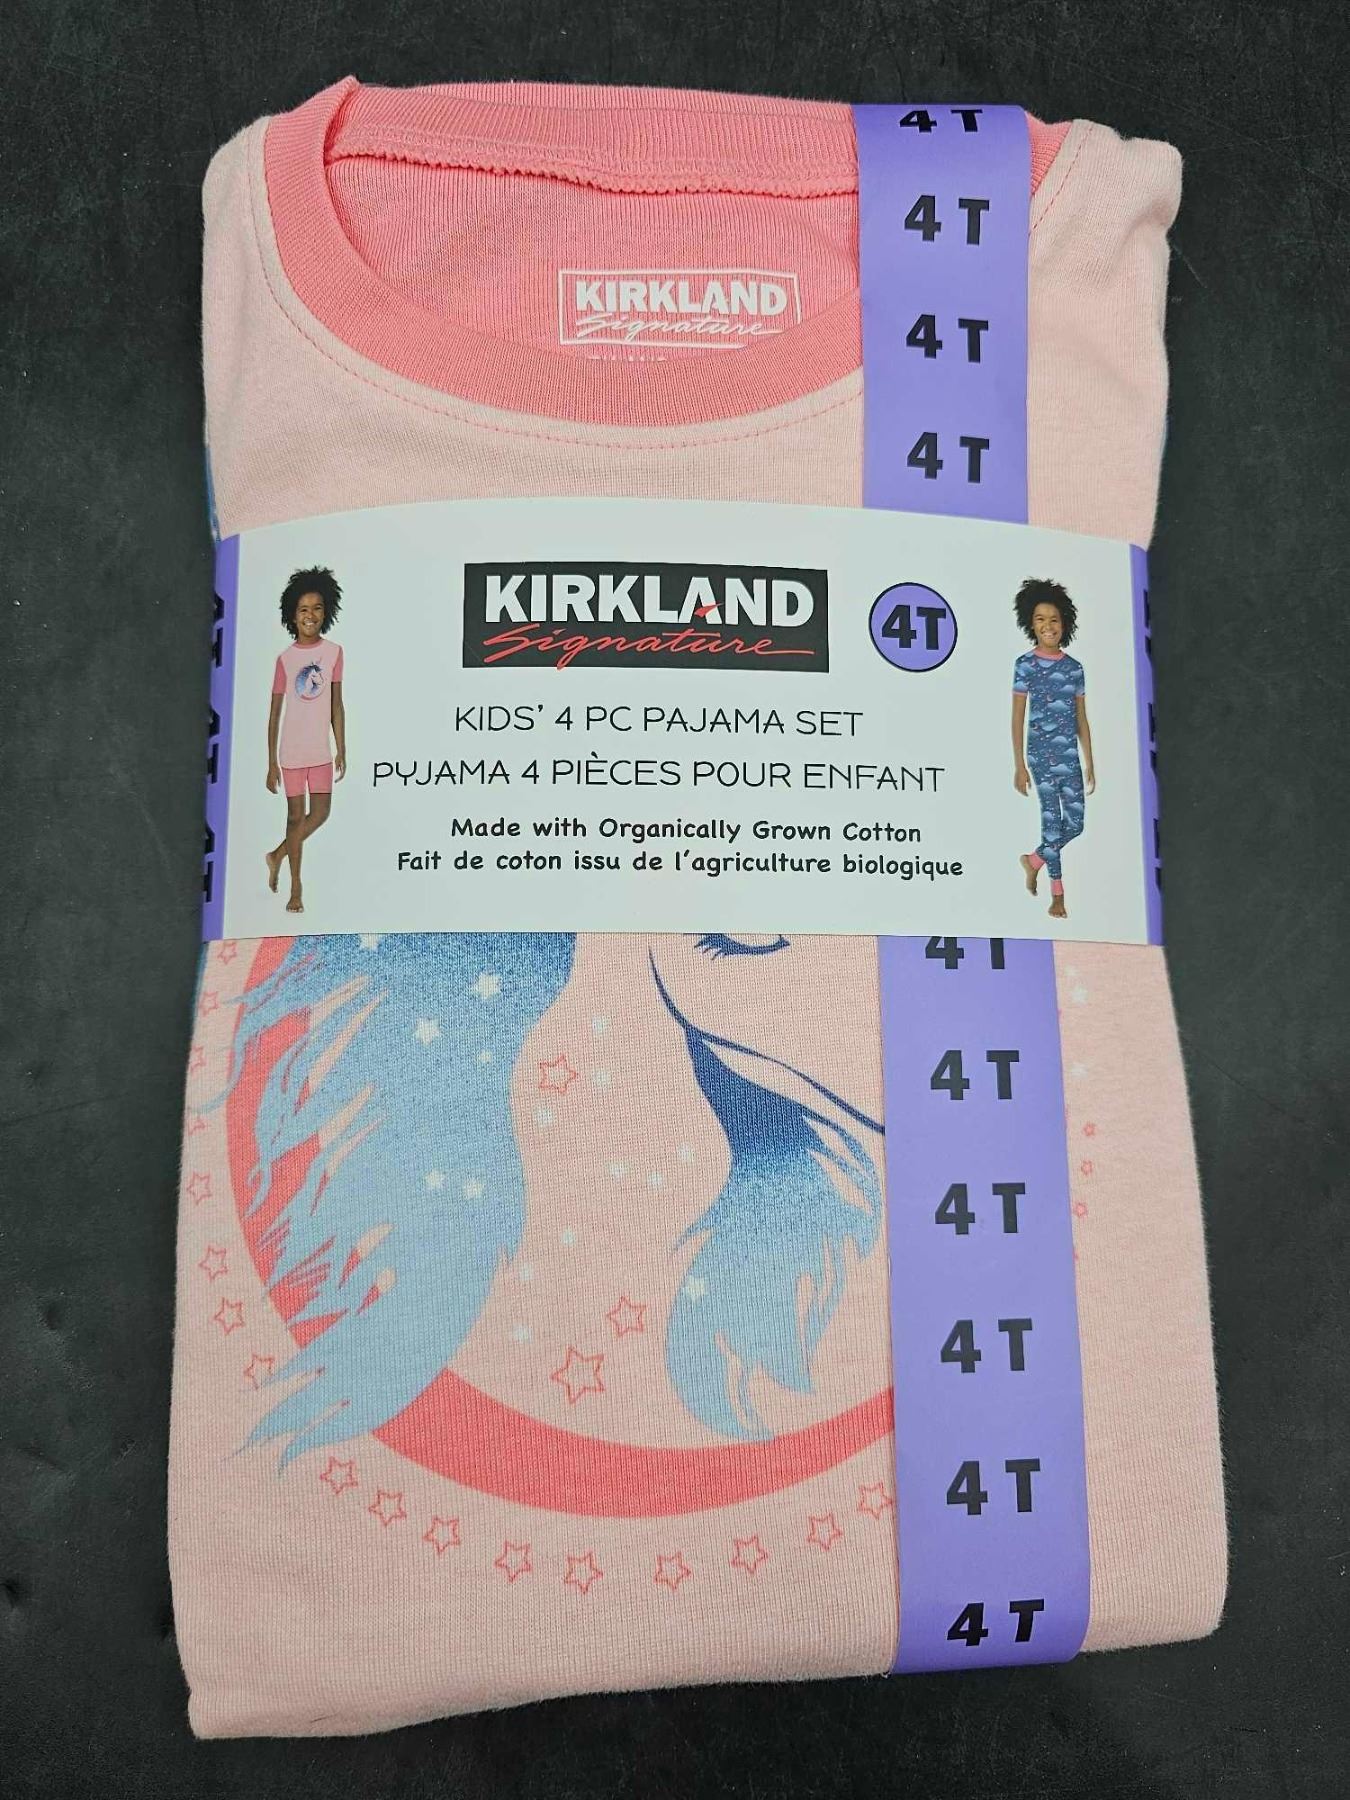 4T
4T
4T
4T
KIRKLAND
Signature
KIRKLAND
Signature
4T
KIDS' 4 PC PAJAMA SET
PYJAMA 4 PIÈCES POUR ENFANT
Made with Organically Grown Cotton
Fait de coton issu de l'agriculture biologique
4T
4T
4T
4T
4T
4T